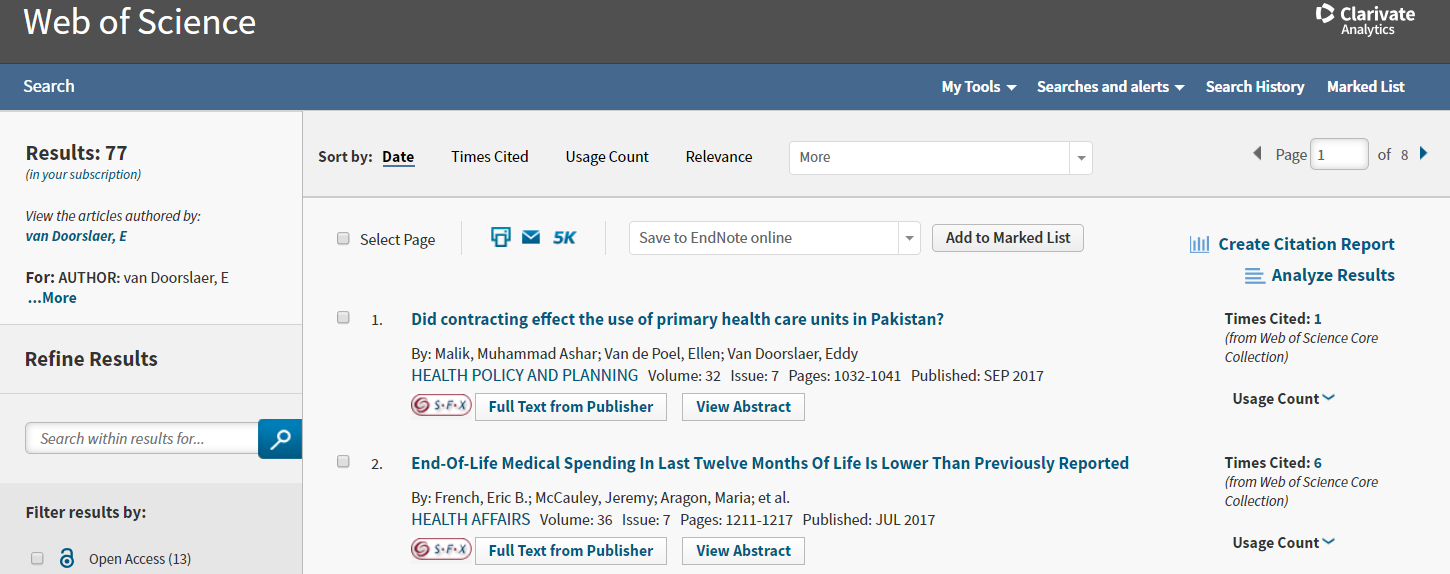 Web of Science
Clarivate
Analytics
Search
My Tools
Searches and alerts
Search History
Marked List
Results: 77
(in your subscription)
View the articles authored by:
van Doorslaer, E
For: AUTHOR: van Doorslaer, E
...More
Refine Results
Search within results for...
Filter results by:
Open Access (13)
Sort by: Date Times Cited Usage Count Relevance More
Page 1 of 8
Select Page
5K
Save to EndNote online
Add to Marked List
Create Citation Report
Analyze Results
1. Did contracting effect the use of primary health care units in Pakistan?
By: Malik, Muhammad Ashar; Van de Poel, Ellen; Van Doorslaer, Eddy
HEALTH POLICY AND PLANNING Volume: 32 Issue: 7 Pages: 1032-1041 Published: SEP 2017
S·F·X Full Text from Publisher View Abstract
Times Cited: 1
(from Web of Science Core
Collection)
Usage Count
2. End-Of-Life Medical Spending In Last Twelve Months Of Life Is Lower Than Previously Reported
By: French, Eric B.; McCauley, Jeremy; Aragon, Maria; et al.
HEALTH AFFAIRS Volume: 36 Issue: 7 Pages: 1211-1217 Published: JUL 2017
S·F·X Full Text from Publisher View Abstract
Times Cited: 6
(from Web of Science Core
Collection)
Usage Count